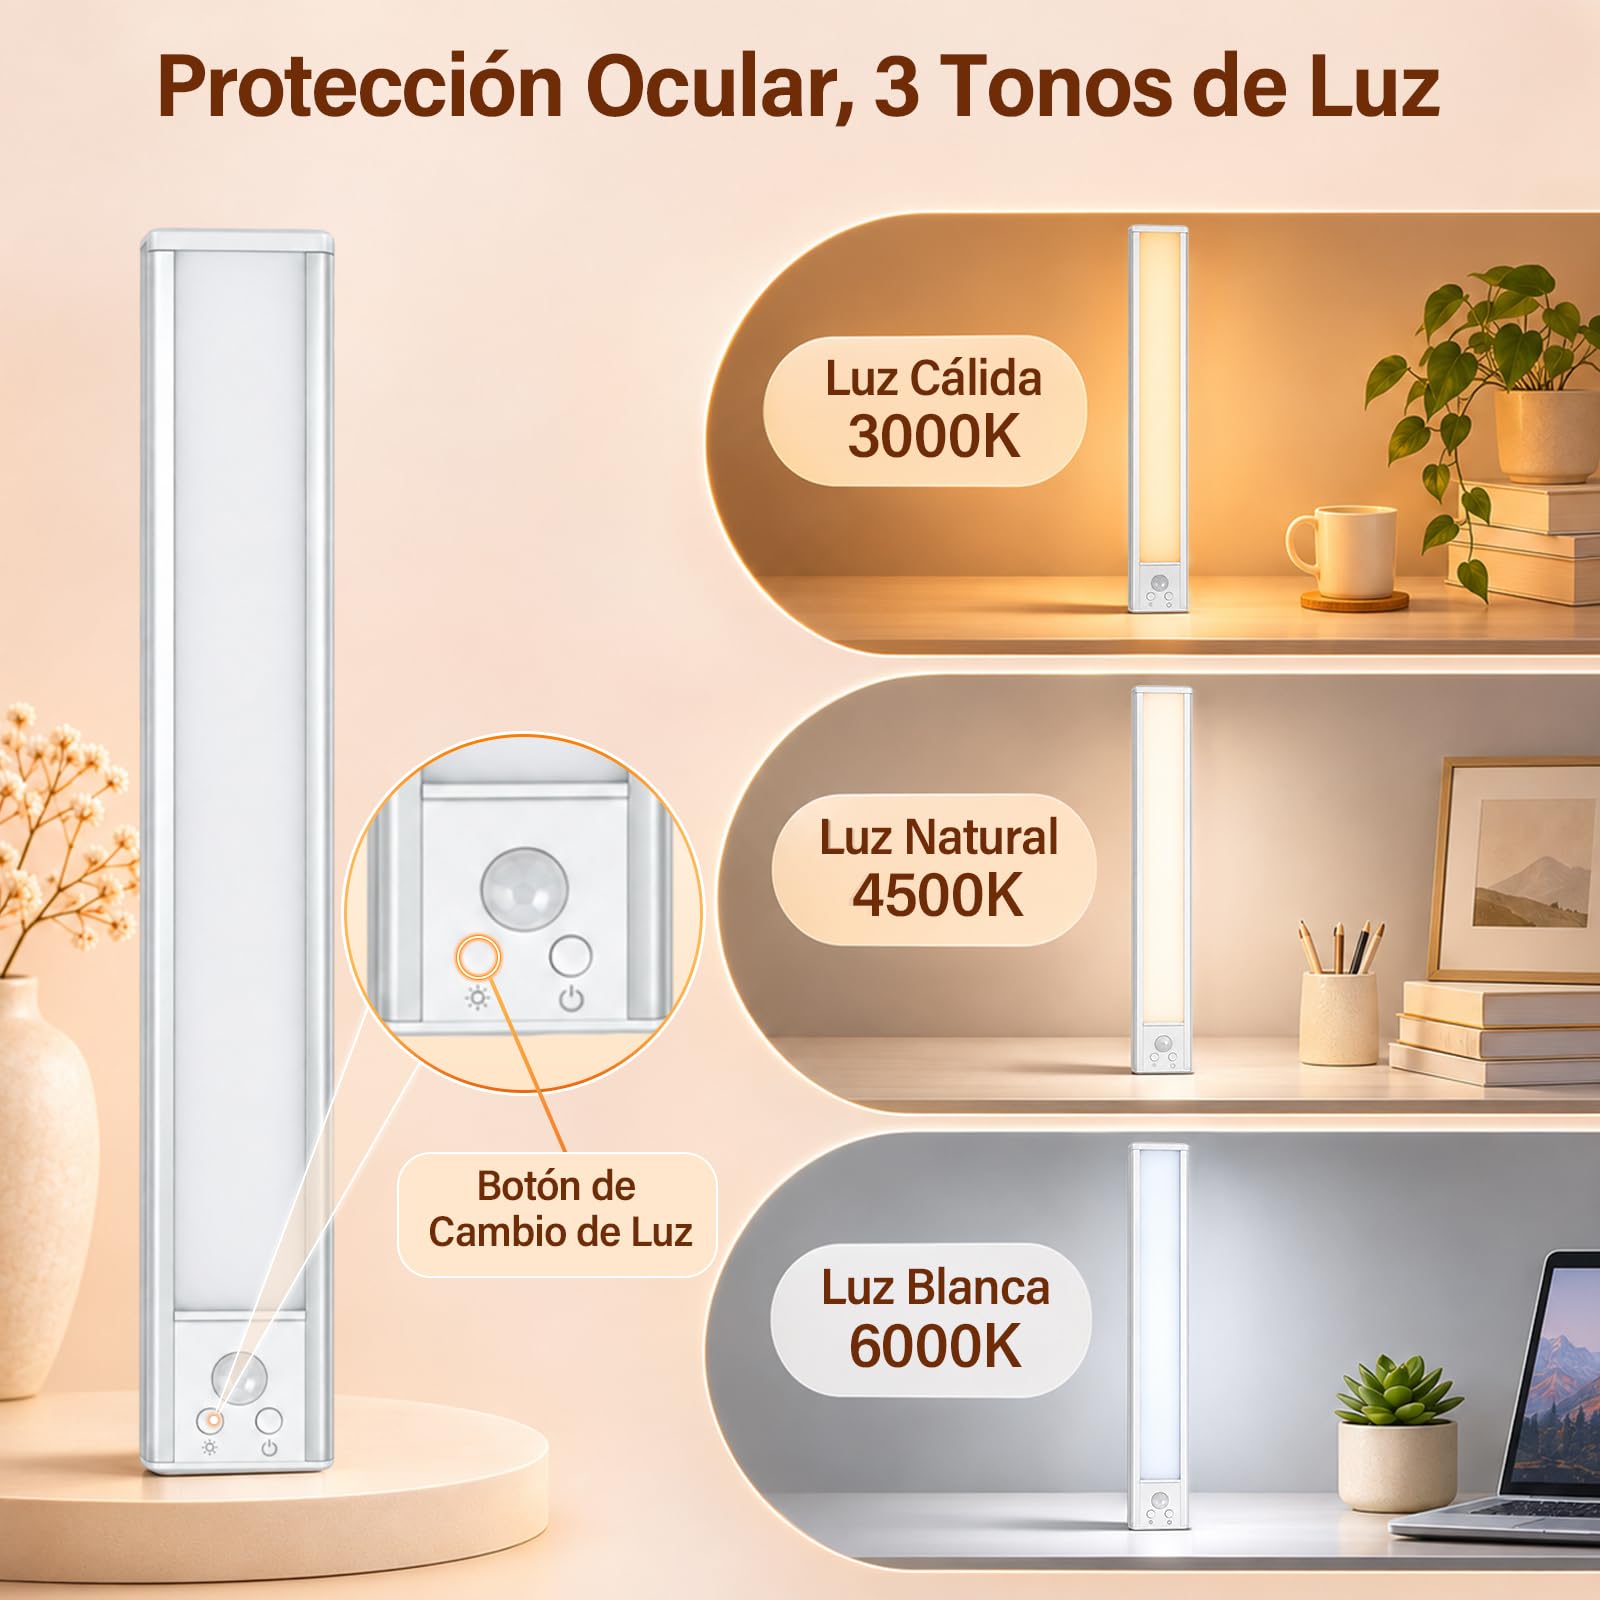 Protección Ocular, 3 Tonos de Luz
Luz Cálida
3000K
Luz Natural
4500K
Botón de
Cambio de Luz
Luz Blanca
6000K